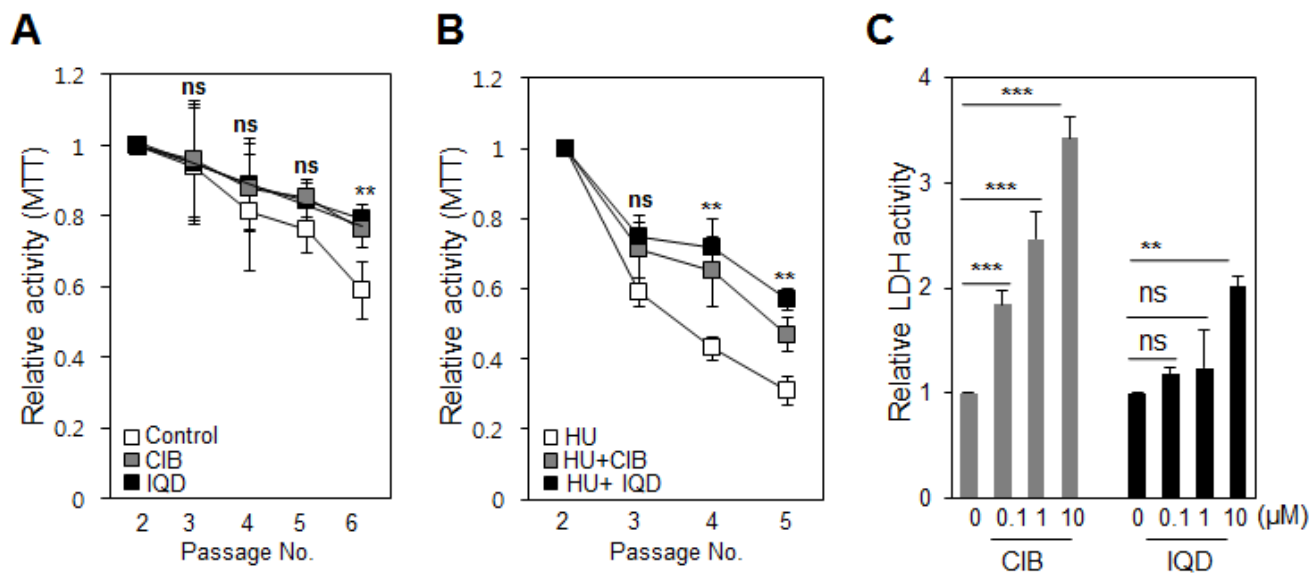 A
B
C
1.2
1
0.8
0.6
0.4
0.2
0
Relative activity (MTT)
ns
ns
ns
**
Control
CIB
IQD
2 3 4 5 6
Passage No.
1.2
1
0.8
0.6
0.4
0.2
0
Relative activity (MTT)
ns
**
**
HU
HU+CIB
HU+ IQD
2 3 4 5
Passage No.
4
3
2
1
0
Relative LDH activity
***
***
***
**
ns
ns
0 0.1 1 10 0 0.1 1 10 (µM)
CIB IQD